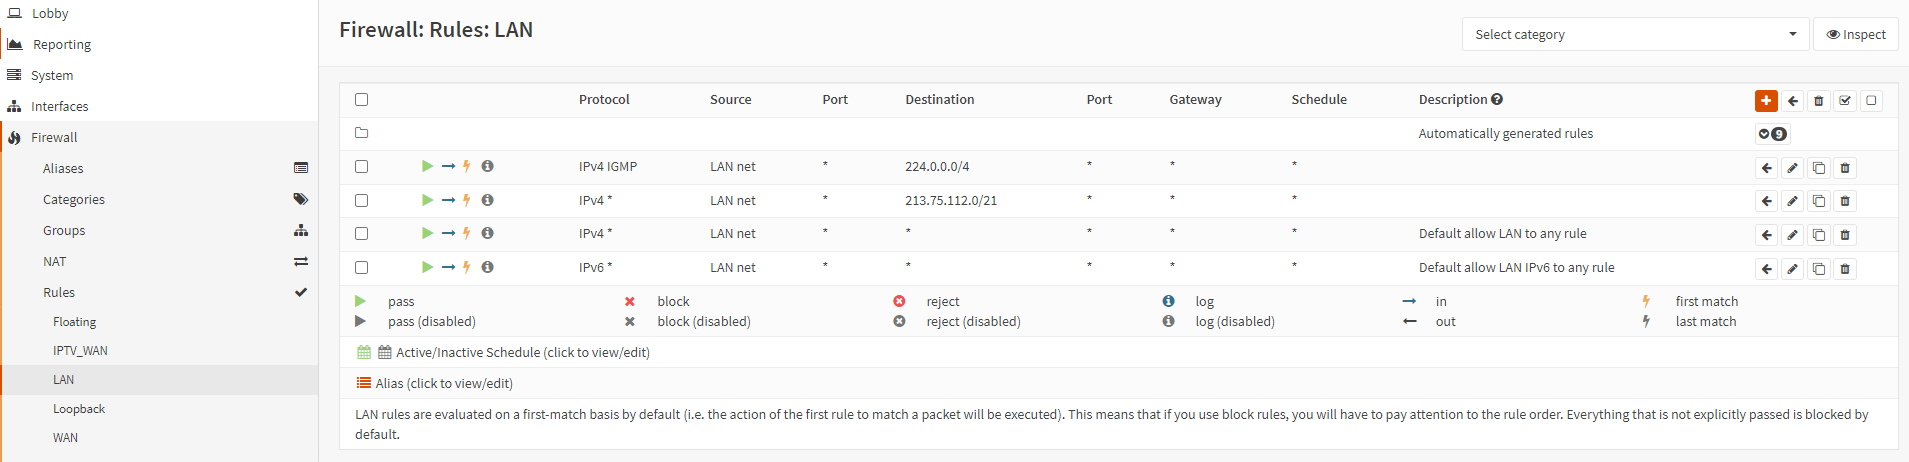 Lobby
Reporting
System
Interfaces
Firewall
Aliases
Categories
Groups
NAT
Rules
Floating
IPTV_WAN
LAN
Loopback
WAN
Firewall: Rules: LAN
Select category Inspect
Protocol Source Port Destination Port Gateway Schedule Description
Automatically generated rules 9
IPv4 IGMP LAN net * 224.0.0.0/4 * * *
IPv4 * LAN net * 213.75.112.0/21 * * *
IPv4 * LAN net * * * * * Default allow LAN to any rule
IPv6 * LAN net * * * * * Default allow LAN IPv6 to any rule
pass block reject log in first match
pass (disabled) block (disabled) reject (disabled) log (disabled) out last match
Active/Inactive Schedule (click to view/edit)
Alias (click to view/edit)
LAN rules are evaluated on a first-match basis by default (i.e. the action of the first rule to match a packet will be executed). This means that if you use block rules, you will have to pay attention to the rule order. Everything that is not explicitly passed is blocked by
default.